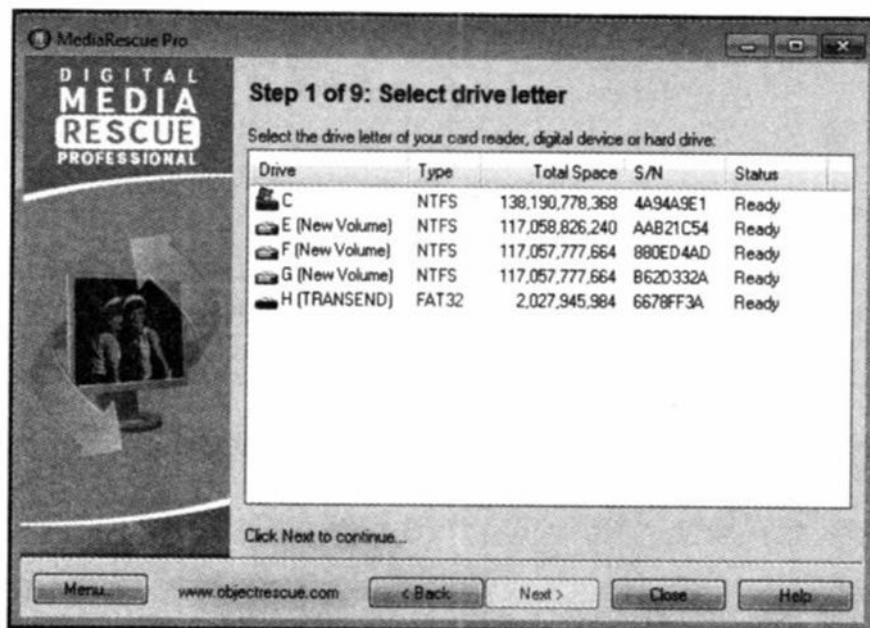 MediaRescue Pro
DIGITAL
MEDIA
RESCUE
PROFESSIONAL
Step 1 of 9: Select drive letter
Select the drive letter of your card reader, digital device or hard drive:
Drive Type Total Space S/N Status
C NTFS 138,190,778,368 4A94A9E1 Ready
E (New Volume) NTFS 117,058,826,240 AAB21C54 Ready
F (New Volume) NTFS 117,057,777,664 880ED4AD Ready
G (New Volume) NTFS 117,057,777,664 B62D332A Ready
H (TRANSEND) FAT32 2,027,945,984 6678FF3A Ready
Click Next to continue...
Menu... www.objectrescue.com < Back Next > Close Help